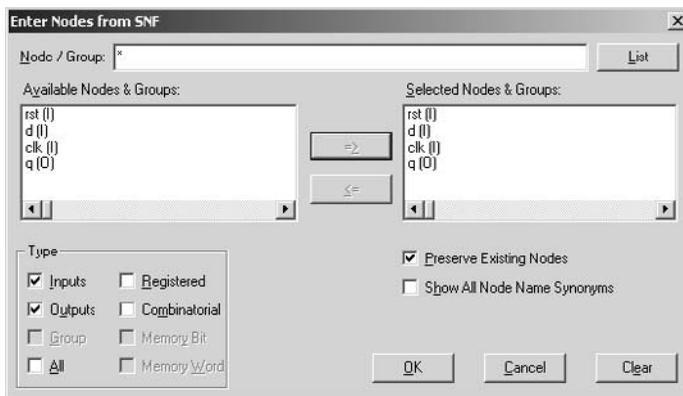 Enter Nodes from SNF
Node / Group: *
List
Available Nodes & Groups:
rst (I)
d (I)
clk (I)
q (O)
=>
<=
Selected Nodes & Groups:
rst (I)
d (I)
clk (I)
q (O)
Type
Inputs
Registered
Outputs
Combinatorial
Group
Memory Bit
All
Memory Word
Preserve Existing Nodes
Show All Node Name Synonyms
OK
Cancel
Clear